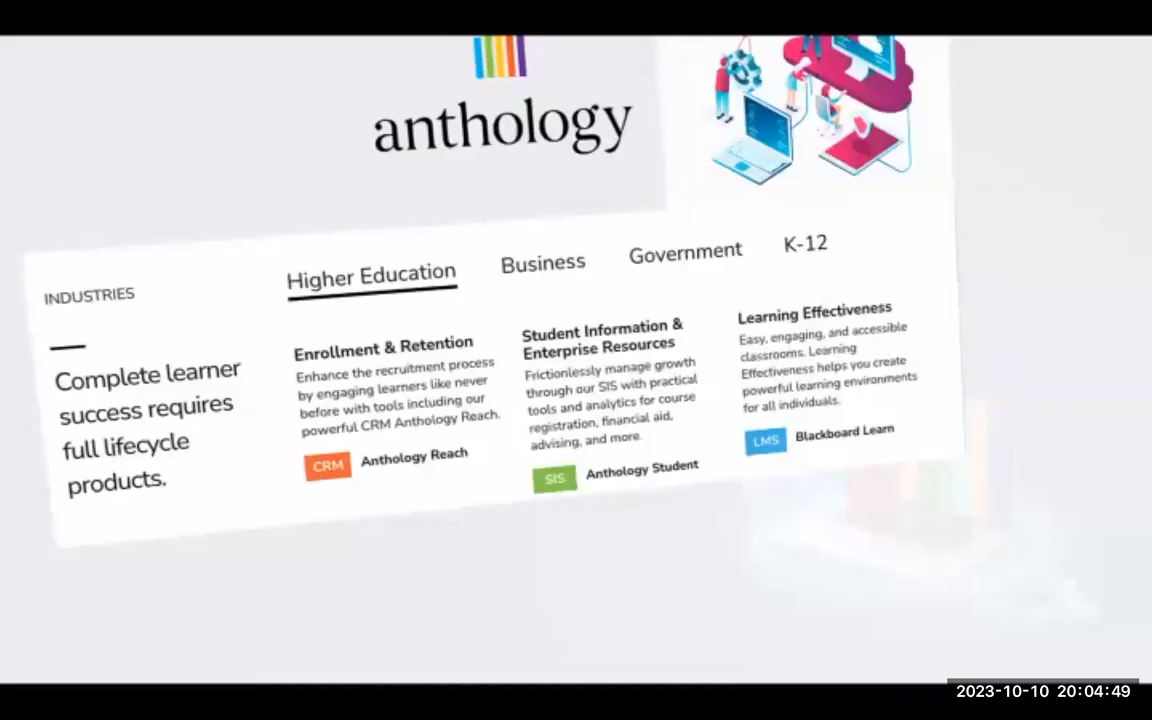 anthology
INDUSTRIES
Higher Education
Business
Government
K-12
Complete learner
success requires
full lifecycle
products.
Enrollment & Retention
Enhance the recruitment process
by engaging learners like never
before with tools including our
powerful CRM Anthology Reach.
CRM Anthology Reach
Student Information &
Enterprise Resources
Frictionlessly manage growth
through our SIS with practical
tools and analytics for course
registration, financial aid,
advising, and more.
SIS Anthology Student
Learning Effectiveness
Easy, engaging, and accessible
classrooms. Learning
Effectiveness helps you create
powerful learning environments
for all individuals.
LMS Blackboard Learn
2023-10-10 20:04:49